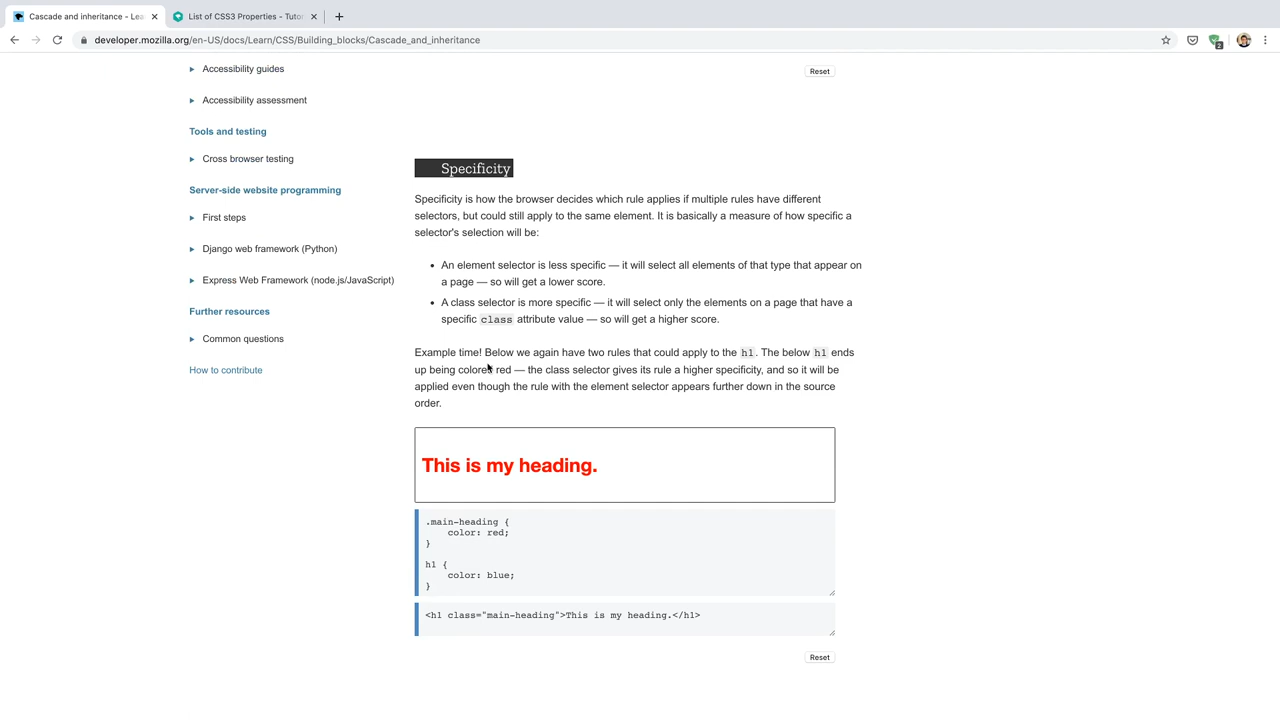 Cascade and inheritance - Lea
List of CSS3 Properties - Tutor
developer.mozilla.org/en-US/docs/Learn/CSS/Building_blocks/Cascade_and_inheritance
2
Accessibility guides
Accessibility assessment
Tools and testing
Cross browser testing
Server-side website programming
First steps
Django web framework (Python)
Express Web Framework (node.js/JavaScript)
Further resources
Common questions
How to contribute
Reset
Specificity
Specificity is how the browser decides which rule applies if multiple rules have different
selectors, but could still apply to the same element. It is basically a measure of how specific a
selector's selection will be:
• An element selector is less specific — it will select all elements of that type that appear on
a page — so will get a lower score.
• A class selector is more specific — it will select only the elements on a page that have a
specific class attribute value — so will get a higher score.
Example time! Below we again have two rules that could apply to the h1. The below h1 ends
up being colored red — the class selector gives its rule a higher specificity, and so it will be
applied even though the rule with the element selector appears further down in the source
order.
This is my heading.
.main-heading {
color: red;
}
h1 {
color: blue;
}
<h1 class="main-heading">This is my heading.</h1>
Reset